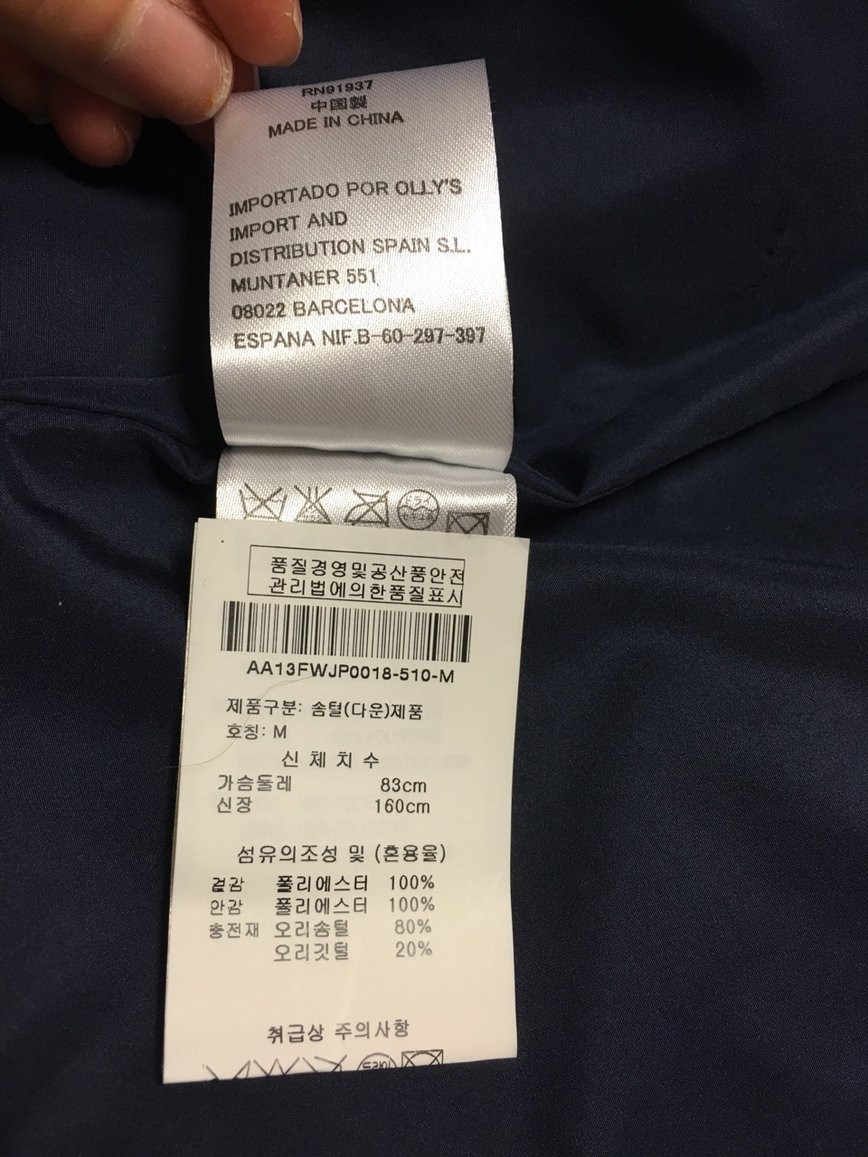 RN91937
中国製
MADE IN CHINA
IMPORTADO POR OLLY'S
IMPORT AND
DISTRIBUTION SPAIN S.L.
MUNTANER 551
08022 BARCELONA
ESPANA NIF.B-60-297-397
ドライ
품질경영및공산품안전
관리법에의한품질표시
AA13FWJP0018-510-M
제품구분: 솜털(다운)제품
호칭: M
신체치수
가슴둘레 83cm
신장 160cm
섬유의조성 및 (혼용율)
겉감 폴리에스터 100%
안감 폴리에스터 100%
충전재 오리솜털 80%
오리깃털 20%
취급상 주의사항
드라이